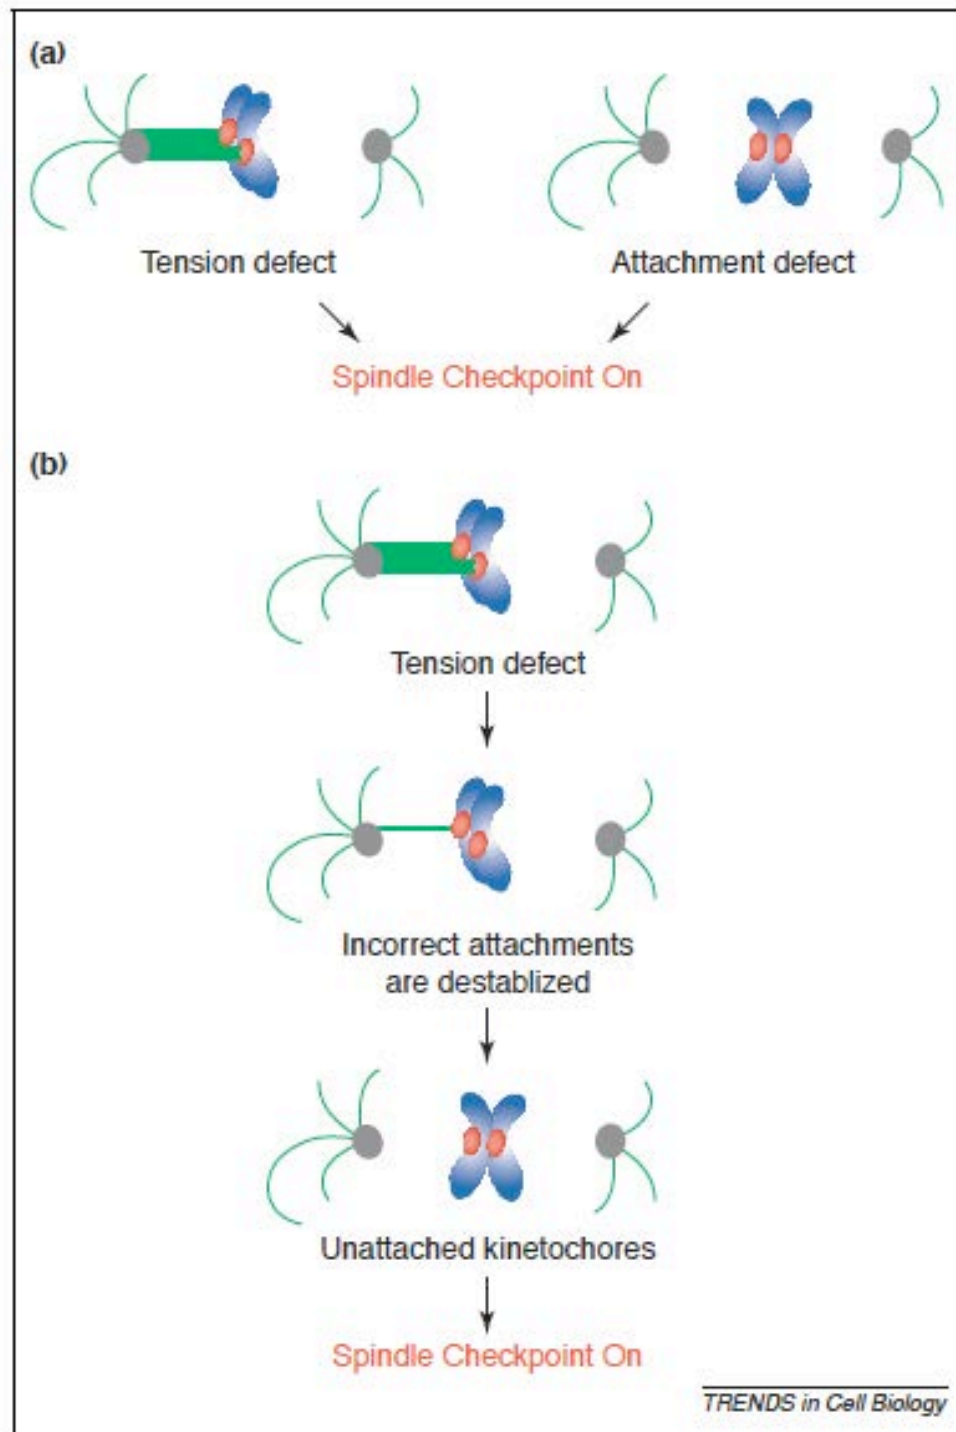 (a)
Tension defect
Attachment defect
Spindle Checkpoint On
(b)
Tension defect
Incorrect attachments
are destablized
Unattached kinetochores
Spindle Checkpoint On
TRENDS in Cell Biology